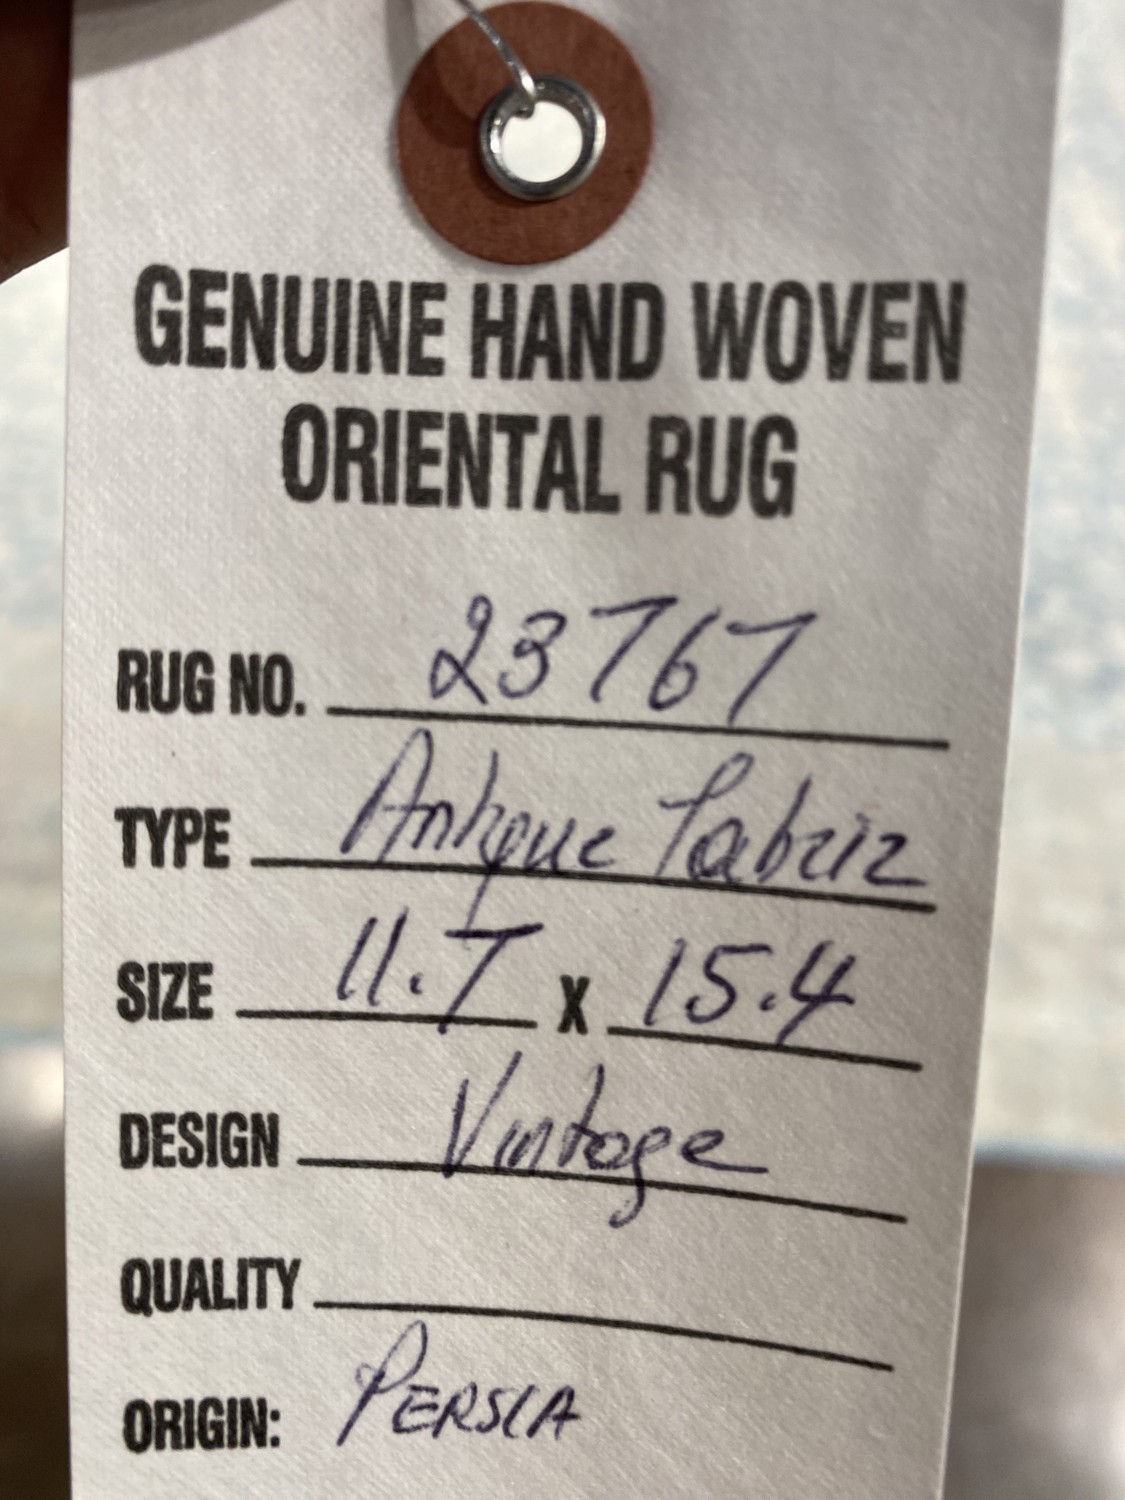 GENUINE HAND WOVEN
ORIENTAL RUG
RUG NO. 23767
TYPE Antique Tabriz
SIZE 11.7 X 15.4
DESIGN Vintage
QUALITY
ORIGIN: PERSIA